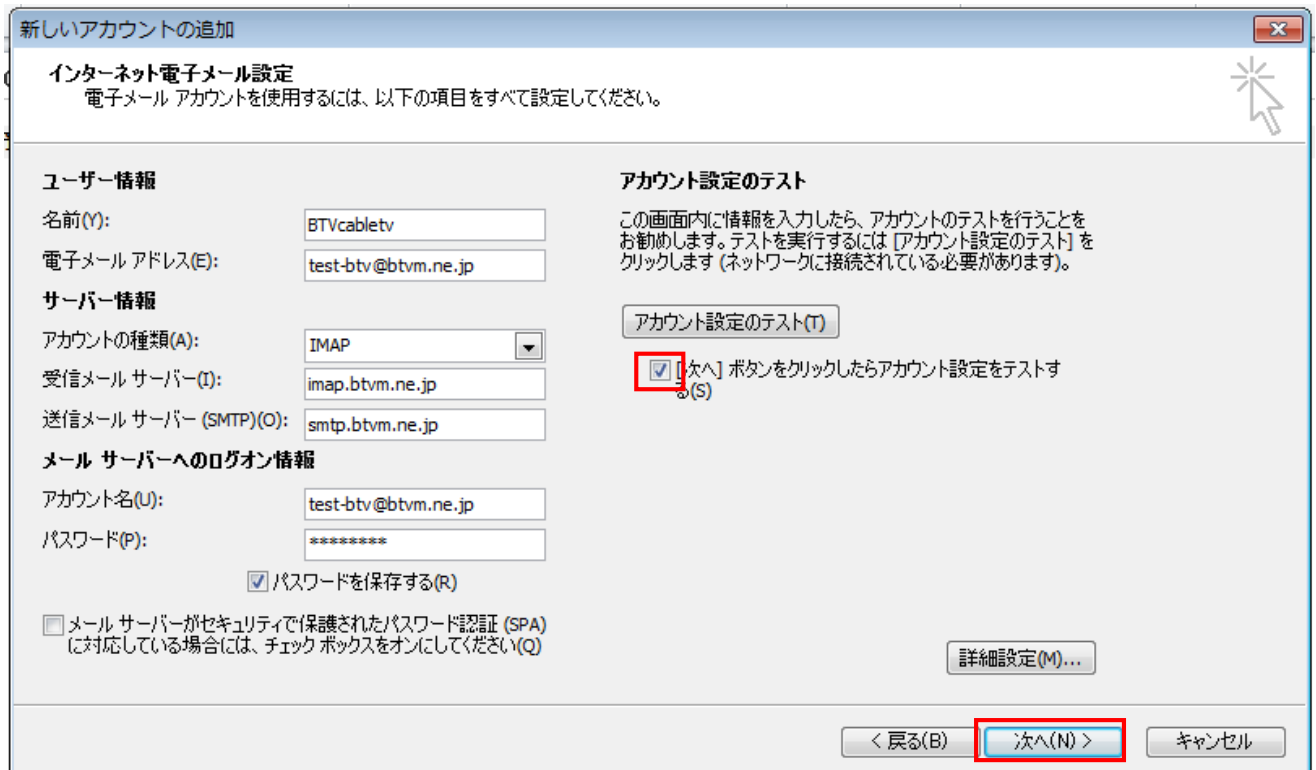 新しいアカウントの追加
インターネット電子メール設定
電子メール アカウントを使用するには、以下の項目をすべて設定してください。
ユーザー情報
名前(Y):
BTVcabletv
電子メール アドレス(E):
test-btv@btvm.ne.jp
サーバー情報
アカウントの種類(A):
IMAP
受信メール サーバー(I):
imap.btvm.ne.jp
送信メール サーバー (SMTP)(O):
smtp.btvm.ne.jp
メール サーバーへのログオン情報
アカウント名(U):
test-btv@btvm.ne.jp
パスワード(P):
********
パスワードを保存する(R)
メール サーバーがセキュリティで保護されたパスワード認証 (SPA)
に対応している場合には、チェック ボックスをオンにしてください(Q)
アカウント設定のテスト
この画面内に情報を入力したら、アカウントのテストを行うことを
お勧めします。テストを実行するには [アカウント設定のテスト] を
クリックします (ネットワークに接続されている必要があります)。
アカウント設定のテスト(T)
[次へ] ボタンをクリックしたらアカウント設定をテストす
る(S)
詳細設定(M)...
< 戻る(B)
次へ(N) >
キャンセル